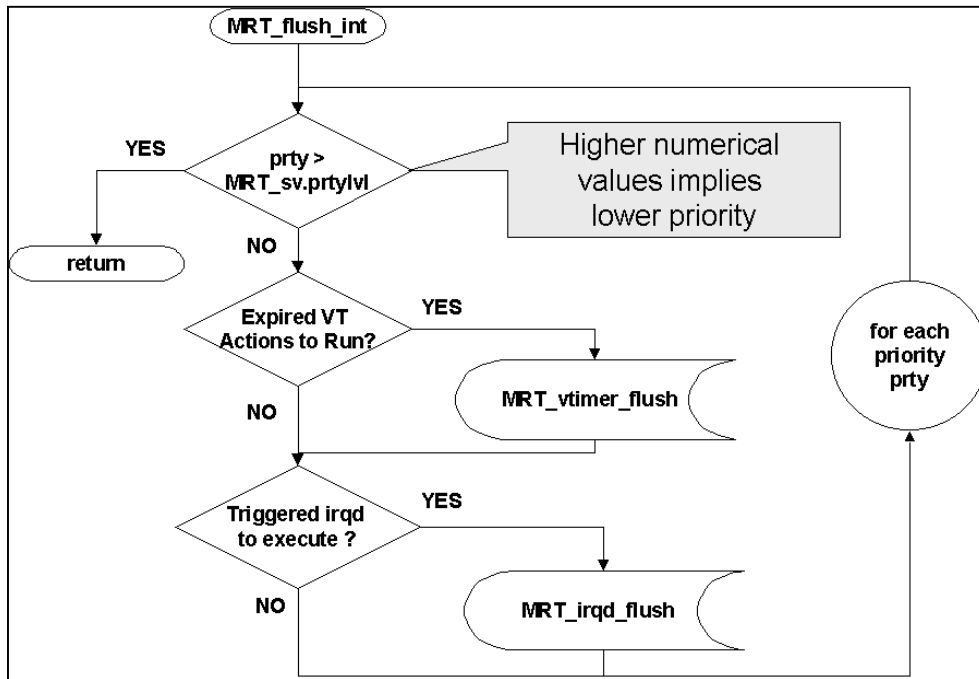 MRT_flush_int
YES
prty >
MRT_sv.prtylvl
Higher numerical
values implies
lower priority
NO
return
Expired VT
Actions to Run?
YES
for each
priority
prty
MRT_vtimer_flush
NO
Triggered irqd
to execute ?
YES
NO
MRT_irqd_flush